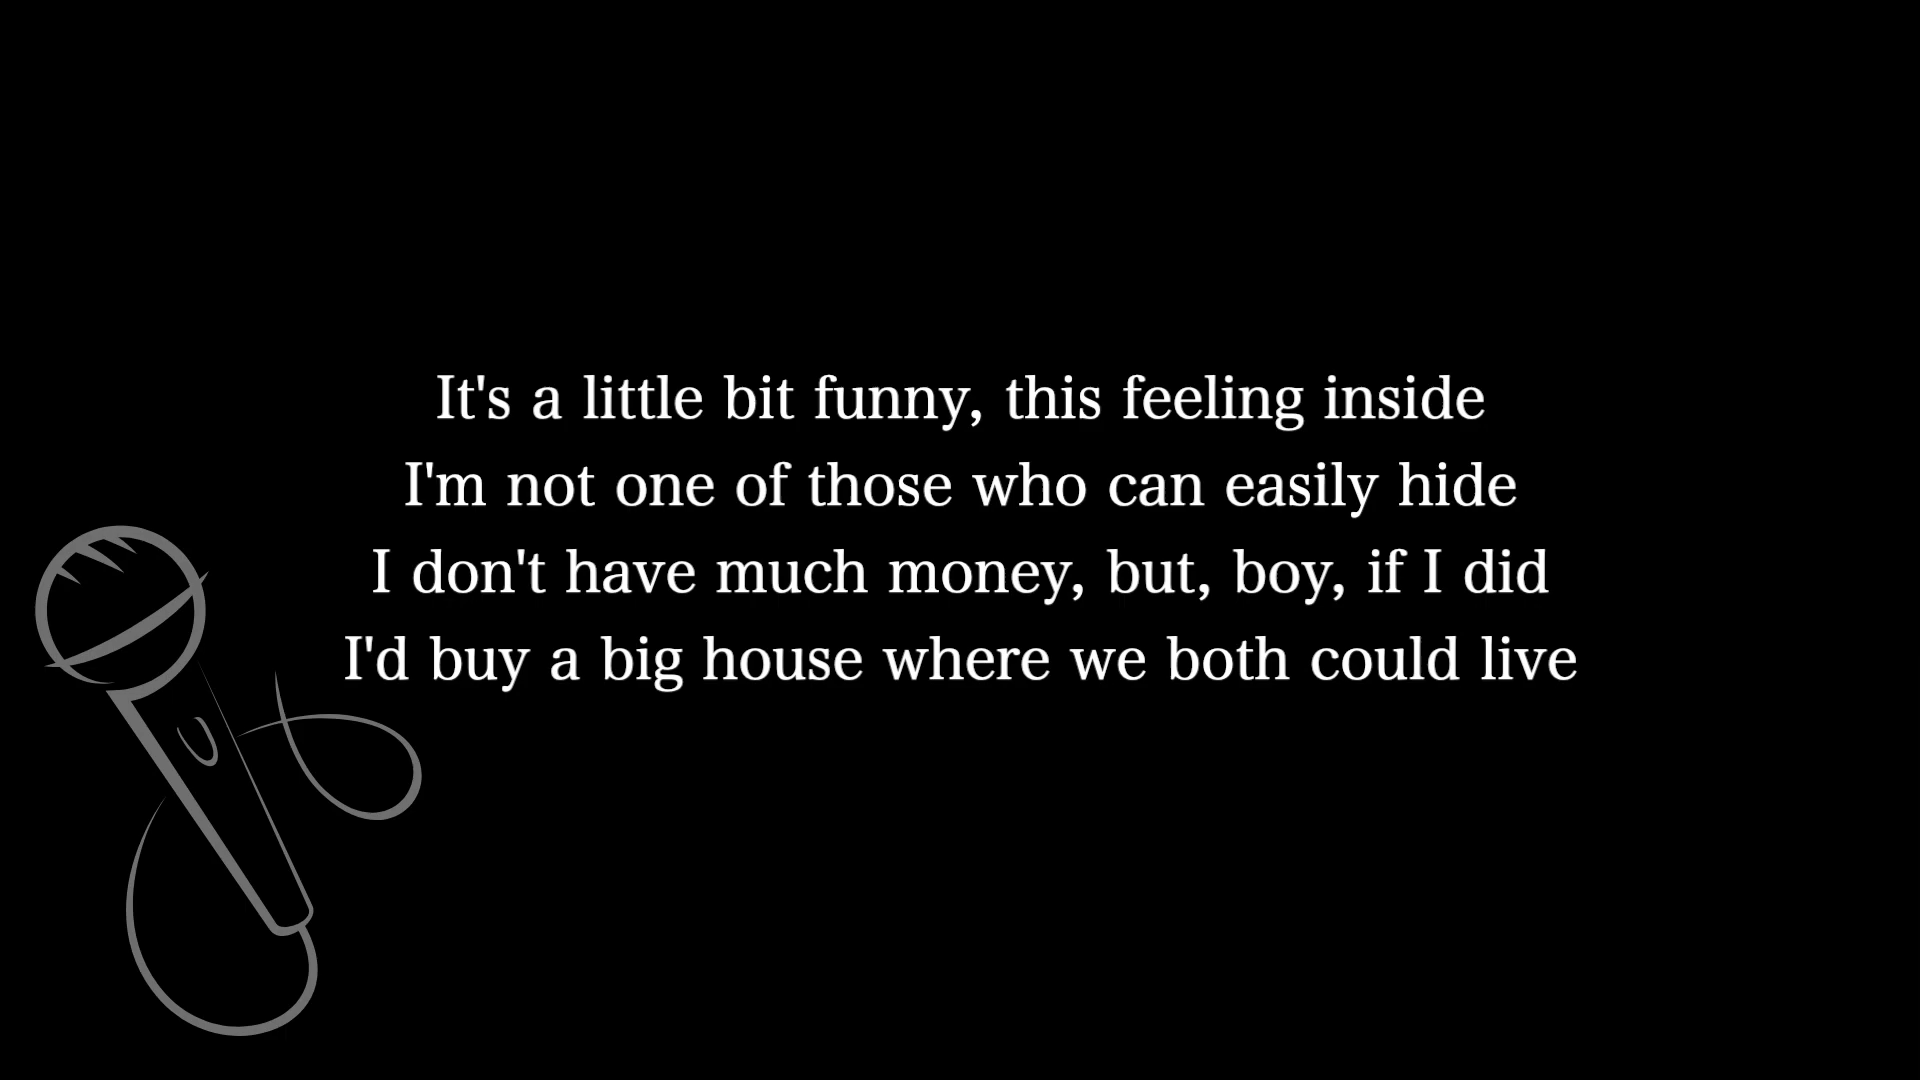 It's a little bit funny, this feeling inside
I'm not one of those who can easily hide
I don't have much money, but, boy, if I did
I'd buy a big house where we both could live